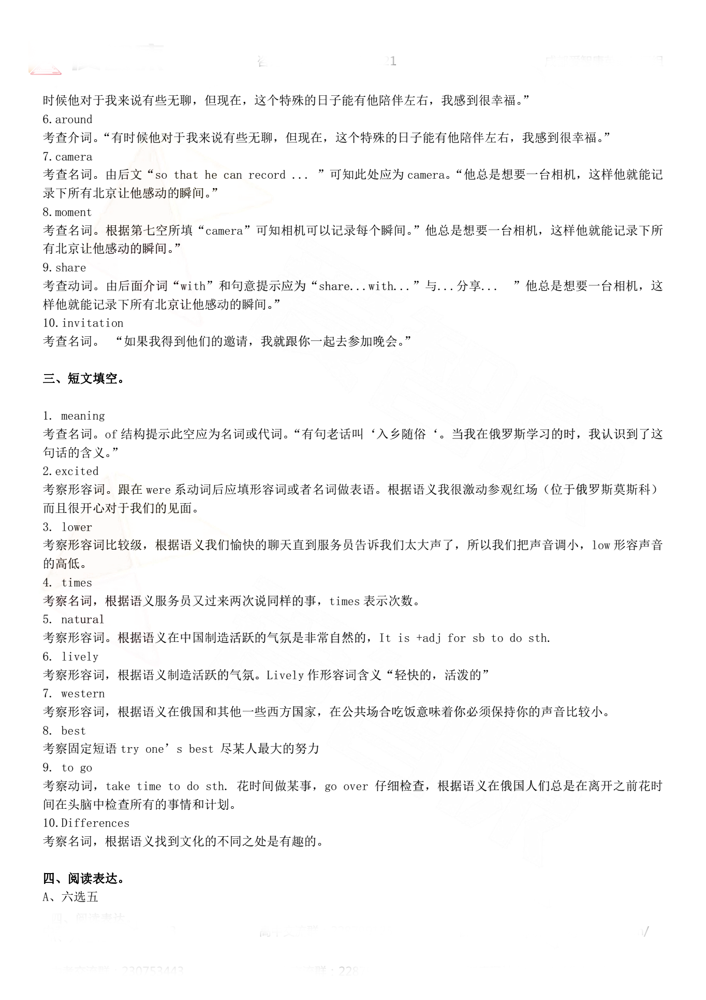 21
时候他对于我来说有些无聊，但现在，这个特殊的日子能有他陪伴左右，我感到很幸福。”
6.around
考查介词。“有时候他对于我来说有些无聊，但现在，这个特殊的日子能有他陪伴左右，我感到很幸福。”
7.camera
考查名词。由后文“so that he can record ... ”可知此处应为 camera。“他总是想要一台相机，这样他就能记
录下所有北京让他感动的瞬间。”
8.moment
考查名词。根据第七空所填“camera”可知相机可以记录每个瞬间。”他总是想要一台相机，这样他就能记录下所
有北京让他感动的瞬间。”
9.share
考查动词。由后面介词“with”和句意提示应为“share...with...”与...分享... ”他总是想要一台相机，这
样他就能记录下所有北京让他感动的瞬间。”
10.invitation
考查名词。 “如果我得到他们的邀请，我就跟你一起去参加晚会。”
三、短文填空。
1. meaning
考查名词。of 结构提示此空应为名词或代词。“有句老话叫‘入乡随俗‘。当我在俄罗斯学习的时，我认识到了这
句话的含义。”
2.excited
考察形容词。跟在 were 系动词后应填形容词或者名词做表语。根据语义我很激动参观红场（位于俄罗斯莫斯科）
而且很开心对于我们的见面。
3. lower
考察形容词比较级，根据语义我们愉快的聊天直到服务员告诉我们太大声了，所以我们把声音调小，low 形容声音
的高低。
4. times
考察名词，根据语义服务员又过来两次说同样的事，times 表示次数。
5. natural
考察形容词。根据语义在中国制造活跃的气氛是非常自然的，It is +adj for sb to do sth.
6. lively
考察形容词，根据语义制造活跃的气氛。Lively 作形容词含义“轻快的，活泼的”
7. western
考察形容词，根据语义在俄国和其他一些西方国家，在公共场合吃饭意味着你必须保持你的声音比较小。
8. best
考察固定短语 try one’s best 尽某人最大的努力
9. to go
考察动词，take time to do sth. 花时间做某事，go over 仔细检查，根据语义在俄国人们总是在离开之前花时
间在头脑中检查所有的事情和计划。
10.Differences
考察名词，根据语义找到文化的不同之处是有趣的。
四、阅读表达。
A、六选五
四、阅读表达
交流群：230753443 群：228